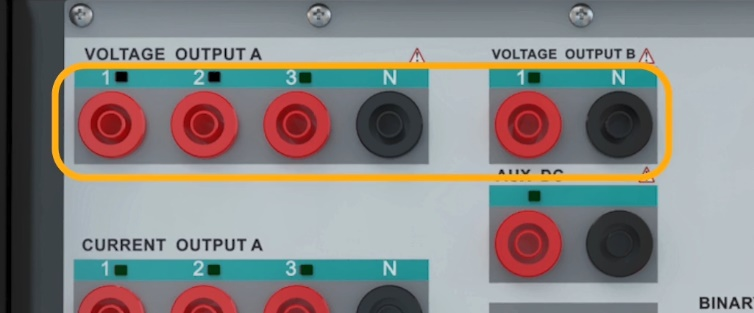 VOLTAGE OUTPUT A
1 2 3 N
VOLTAGE OUTPUT B
1 N
AUX DC
CURRENT OUTPUT A
1 2 3 N